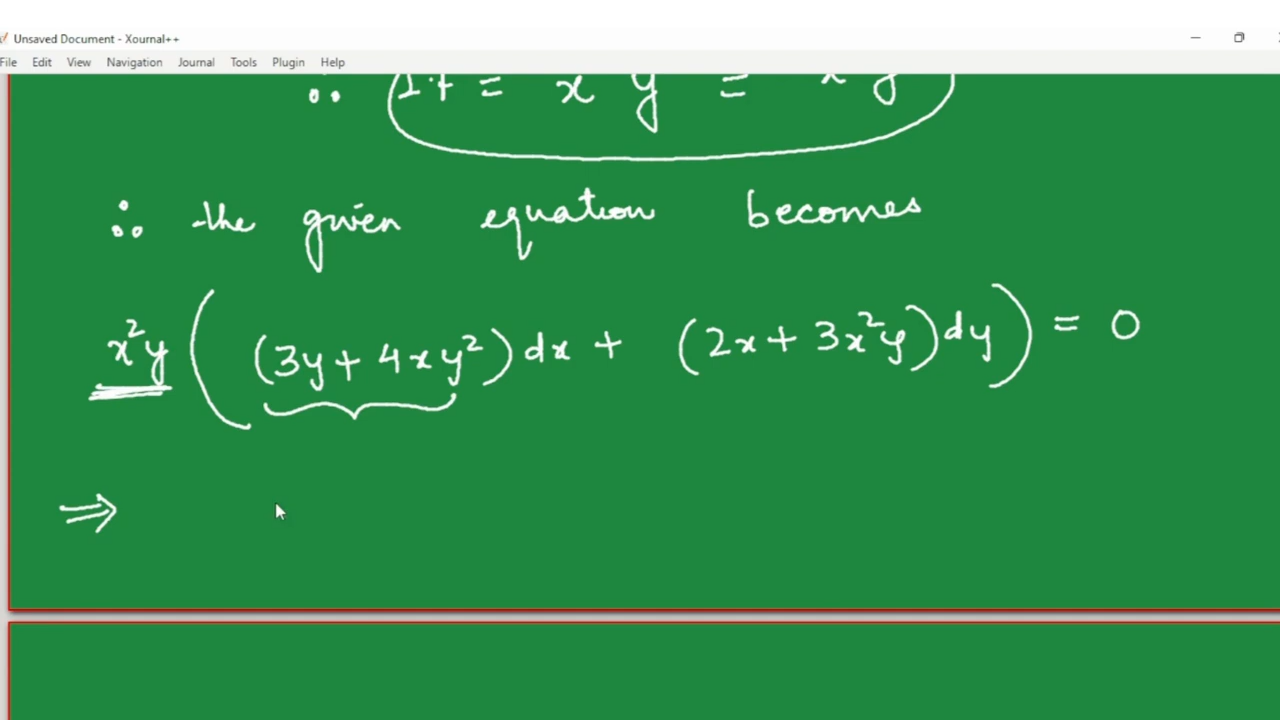 Unsaved Document - Xournal++
File Edit View Navigation Journal Tools Plugin Help
∴ I.F = x y = x y
∴ the given equation becomes
x²y ( (3y + 4xy²) dx + (2x + 3x²y) dy ) = 0
⇒